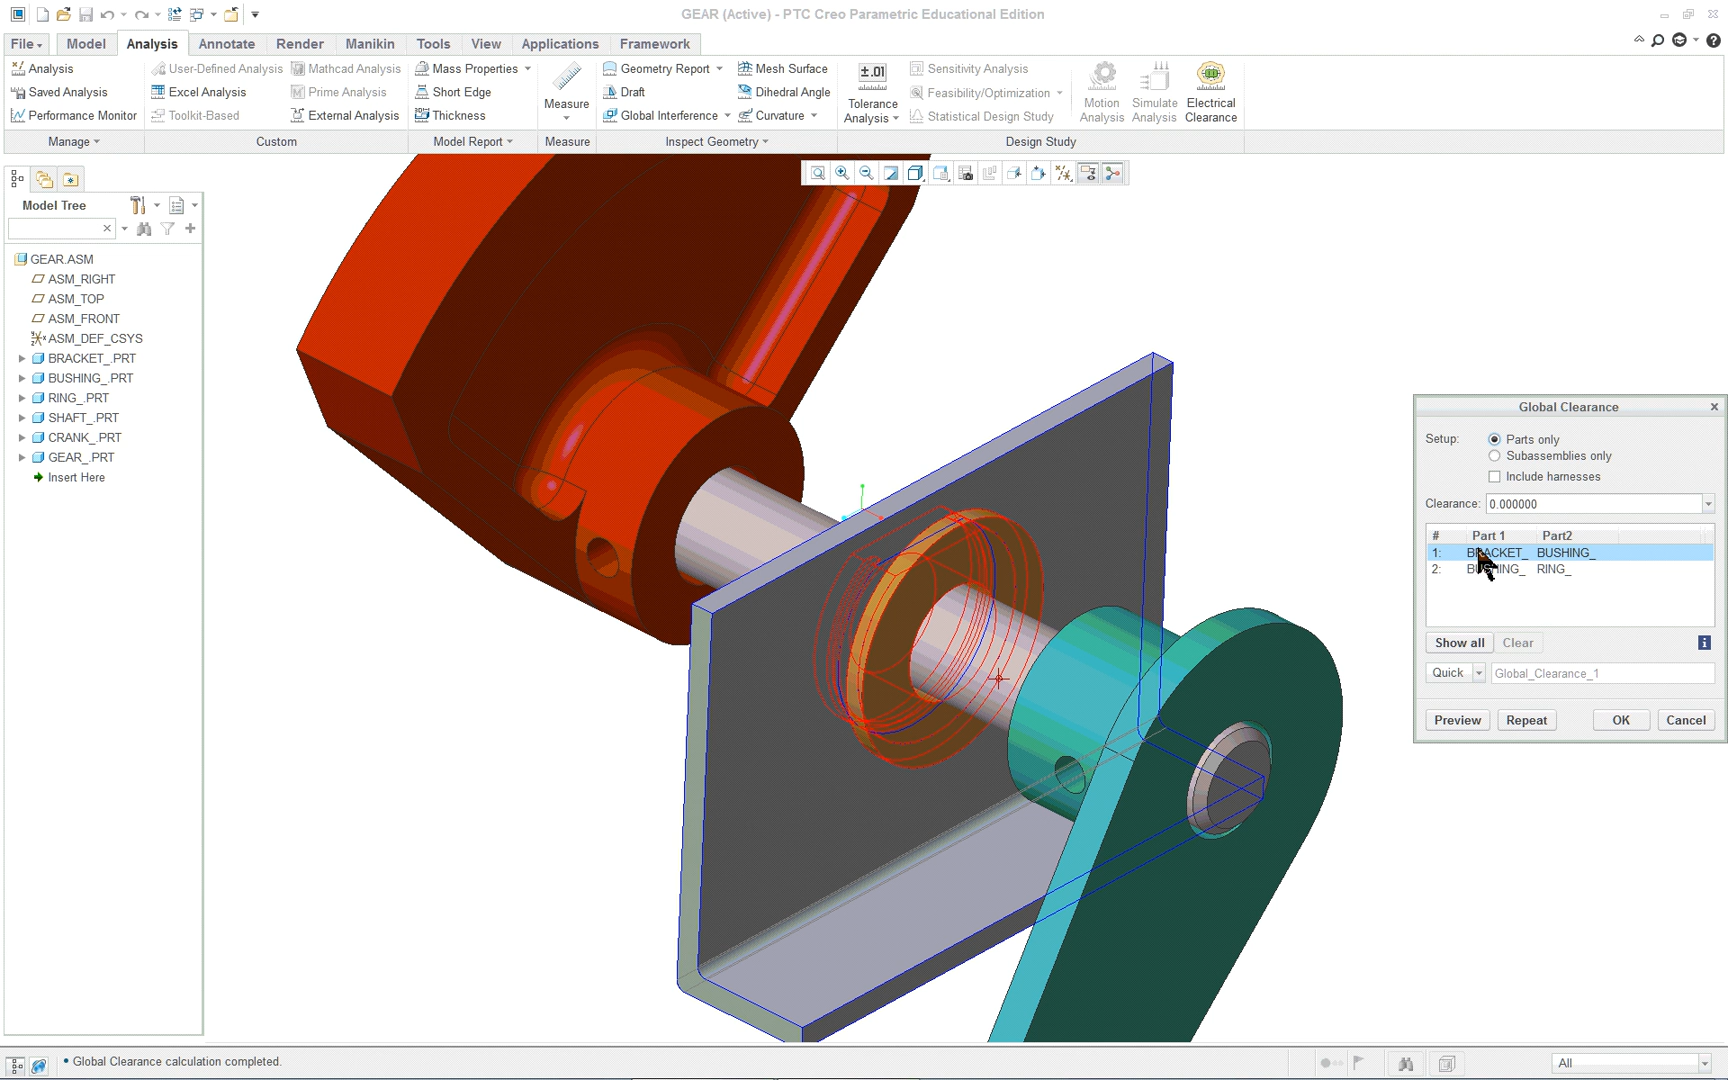 GEAR (Active) - PTC Creo Parametric Educational Edition
File Model Analysis Annotate Render Manikin Tools View Applications Framework
Analysis User-Defined Analysis Mathcad Analysis Mass Properties Geometry Report Mesh Surface Sensitivity Analysis
Saved Analysis Excel Analysis Prime Analysis Short Edge Draft Dihedral Angle Feasibility/Optimization
Performance Monitor Toolkit-Based External Analysis Thickness Global Interference Curvature Statistical Design Study
Measure
±.01
Tolerance Analysis
Motion Analysis
Simulate Analysis
Electrical Clearance
Manage Custom Model Report Measure Inspect Geometry Design Study
Model Tree
GEAR.ASM
ASM_RIGHT
ASM_TOP
ASM_FRONT
ASM_DEF_CSYS
BRACKET_.PRT
BUSHING_.PRT
RING_.PRT
SHAFT_.PRT
CRANK_.PRT
GEAR_.PRT
Insert Here
Global Clearance
Setup: Parts only
Subassemblies only
Include harnesses
Clearance: 0.000000
# Part 1 Part2
1: BRACKET_ BUSHING_
2: BUSHING_ RING_
Show all Clear
Quick Global_Clearance_1
Preview Repeat OK Cancel
• Global Clearance calculation completed.
All